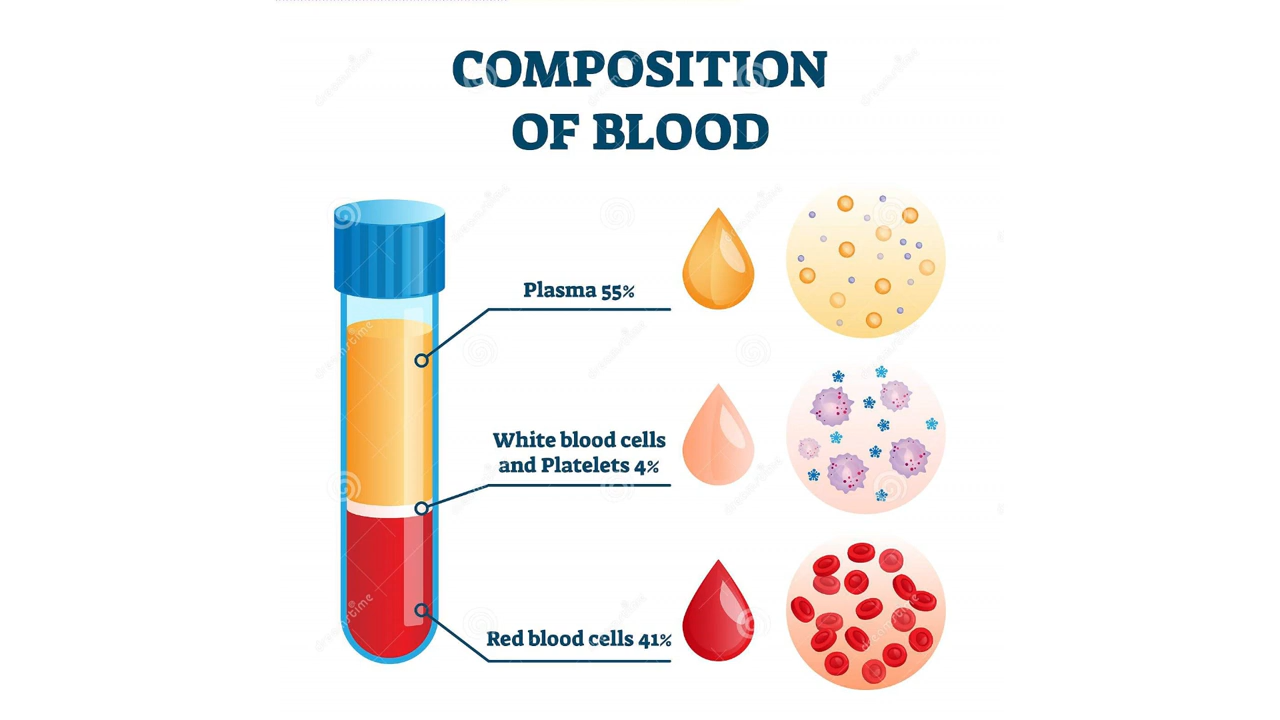 COMPOSITION
OF BLOOD
Plasma 55%
White blood cells
and Platelets 4%
Red blood cells 41%